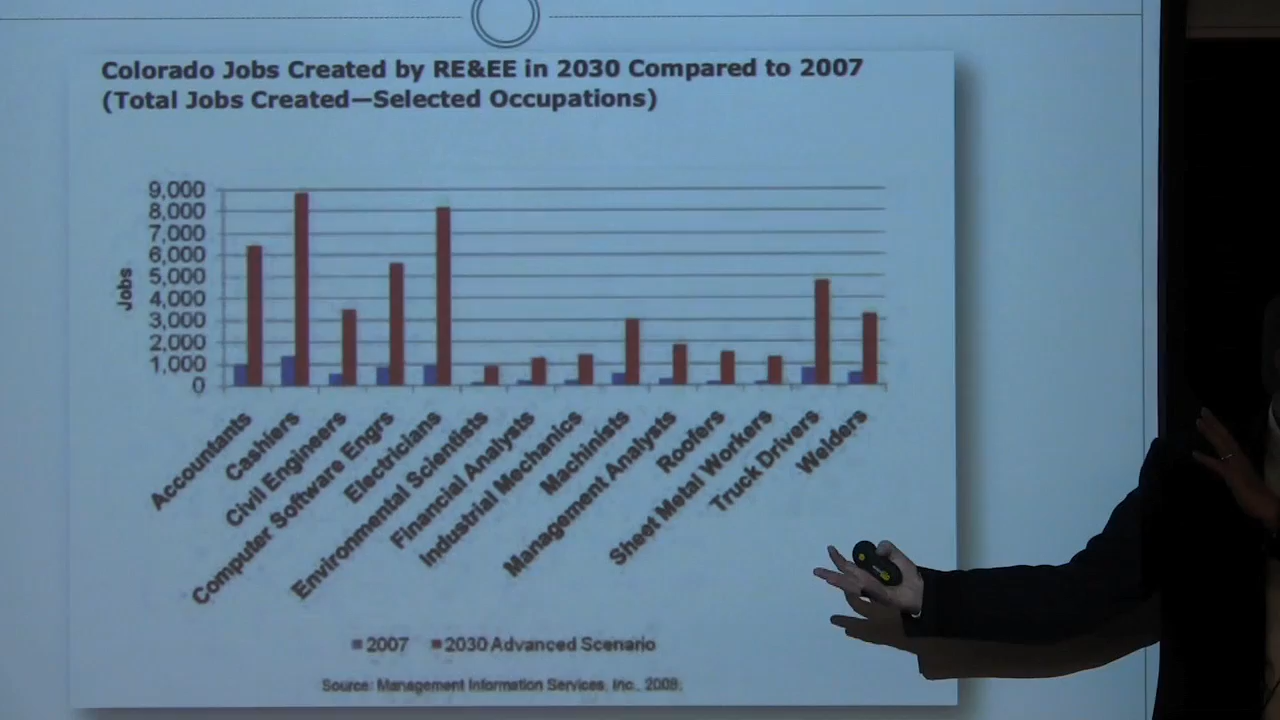 Colorado Jobs Created by RE&EE in 2030 Compared to 2007
(Total Jobs Created—Selected Occupations)
9,000
8,000
7,000
6,000
5,000
4,000
3,000
2,000
1,000
0
Jobs
Accountants
Cashiers
Civil Engineers
Computer Software Engrs
Electricians
Environmental Scientists
Financial Analysts
Industrial Mechanics
Machinists
Management Analysts
Roofers
Sheet Metal Workers
Truck Drivers
Welders
2007 2030 Advanced Scenario
Source: Management Information Services, Inc., 2008.